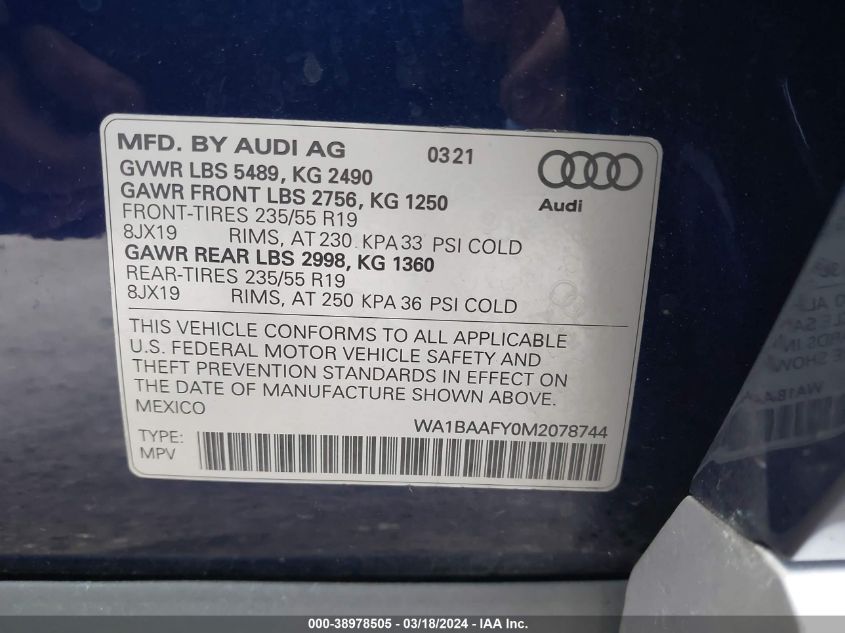 MFD. BY AUDI AG 0321
GVWR LBS 5489, KG 2490
GAWR FRONT LBS 2756, KG 1250
FRONT-TIRES 235/55 R19
8JX19 RIMS, AT 230 KPA 33 PSI COLD
GAWR REAR LBS 2998, KG 1360
REAR-TIRES 235/55 R19
8JX19 RIMS, AT 250 KPA 36 PSI COLD
Audi
THIS VEHICLE CONFORMS TO ALL APPLICABLE
U.S. FEDERAL MOTOR VEHICLE SAFETY AND
THEFT PREVENTION STANDARDS IN EFFECT ON
THE DATE OF MANUFACTURE SHOWN ABOVE.
MEXICO
WA1BAAFY0M2078744
TYPE:
MPV
000-38978505 - 03/18/2024 - IAA Inc.